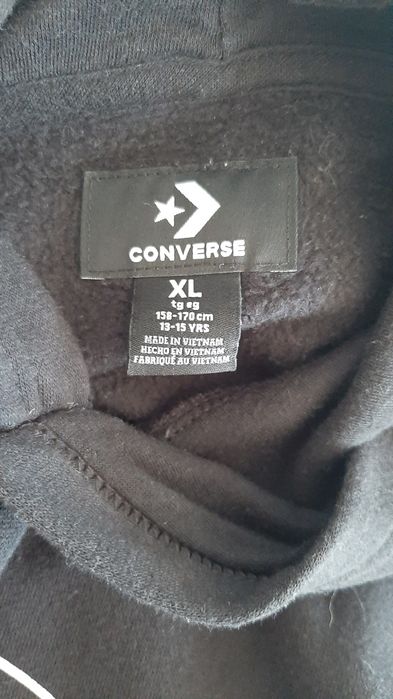 CONVERSE
XL
tg eg
158-170 cm
13-15 YRS
MADE IN VIETNAM
HECHO EN VIETNAM
FABRIQUÉ AU VIETNAM